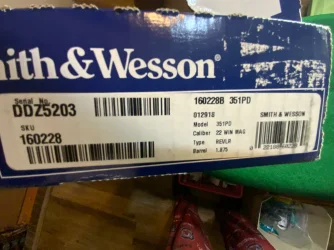 ith&Wesson®
Serial No.
DDZ5203
SKU
160228
160228B 351PD
012918
Model 351PD
Caliber 22 WIN MAG
Type REVLR
Barrel 1.875
SMITH & WESSON